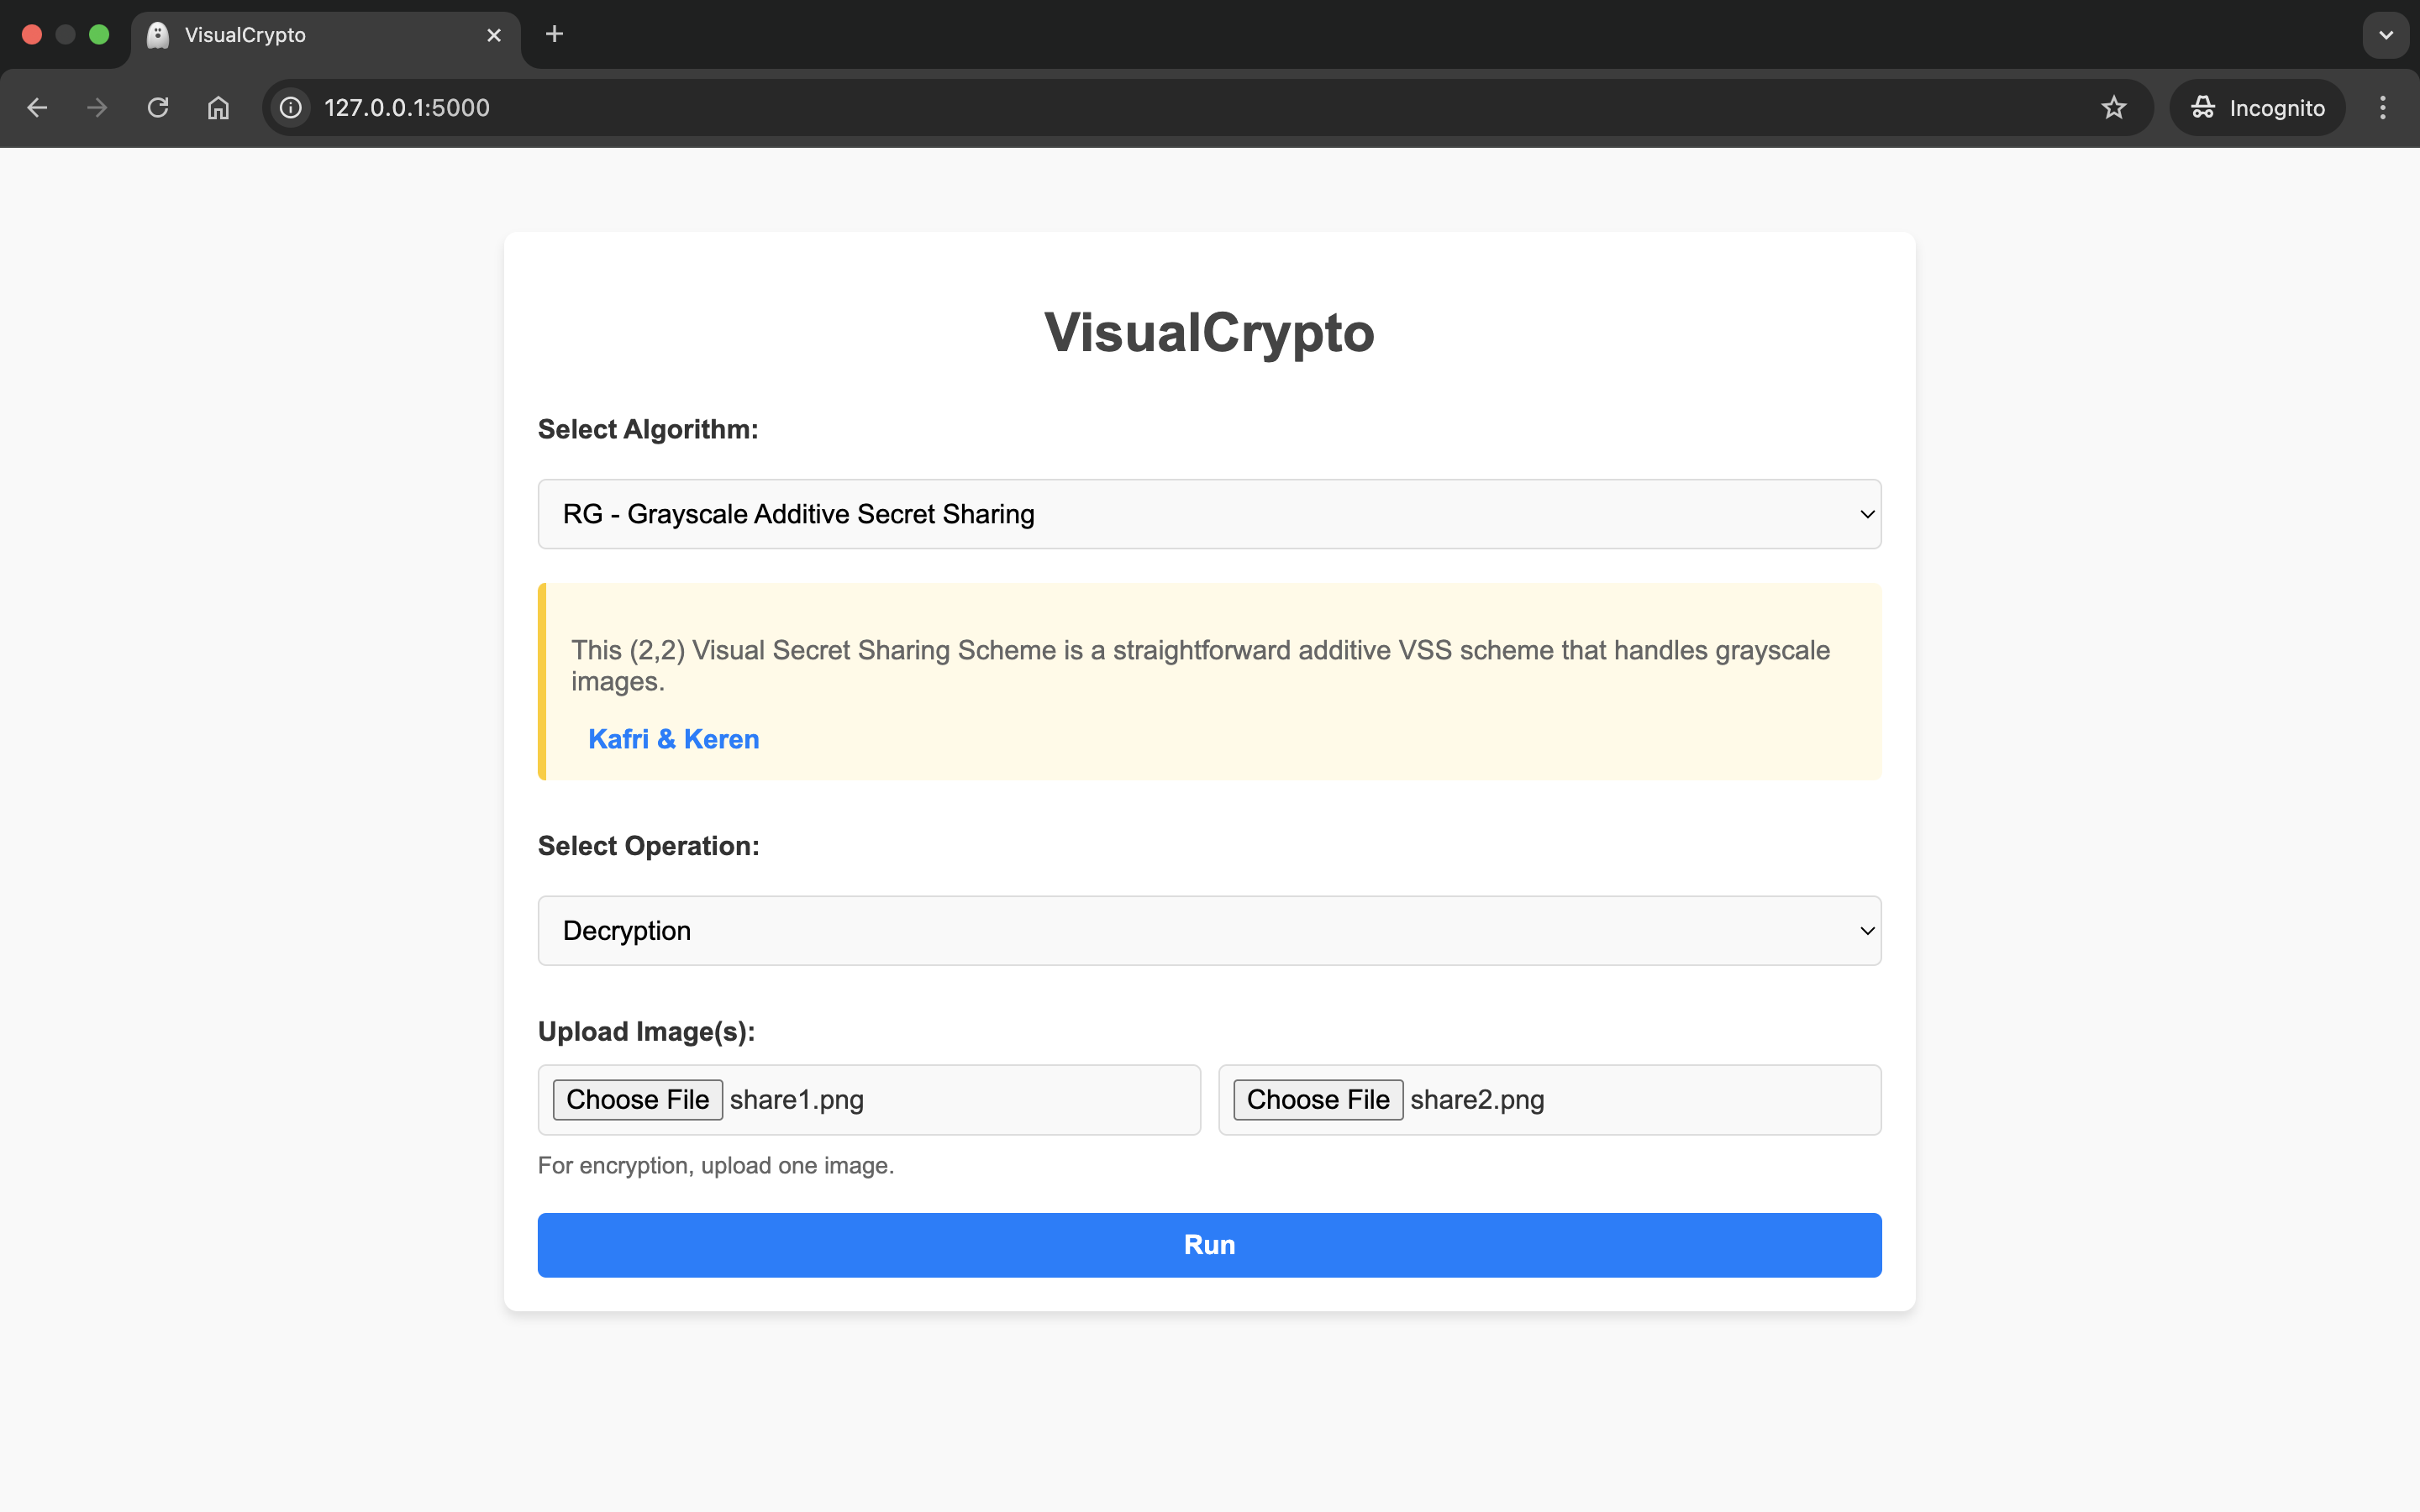 VisualCrypto
127.0.0.1:5000
Incognito
VisualCrypto
Select Algorithm:
RG - Grayscale Additive Secret Sharing
This (2,2) Visual Secret Sharing Scheme is a straightforward additive VSS scheme that handles grayscale
images.
Kafri & Keren
Select Operation:
Decryption
Upload Image(s):
Choose File share1.png
Choose File share2.png
For encryption, upload one image.
Run